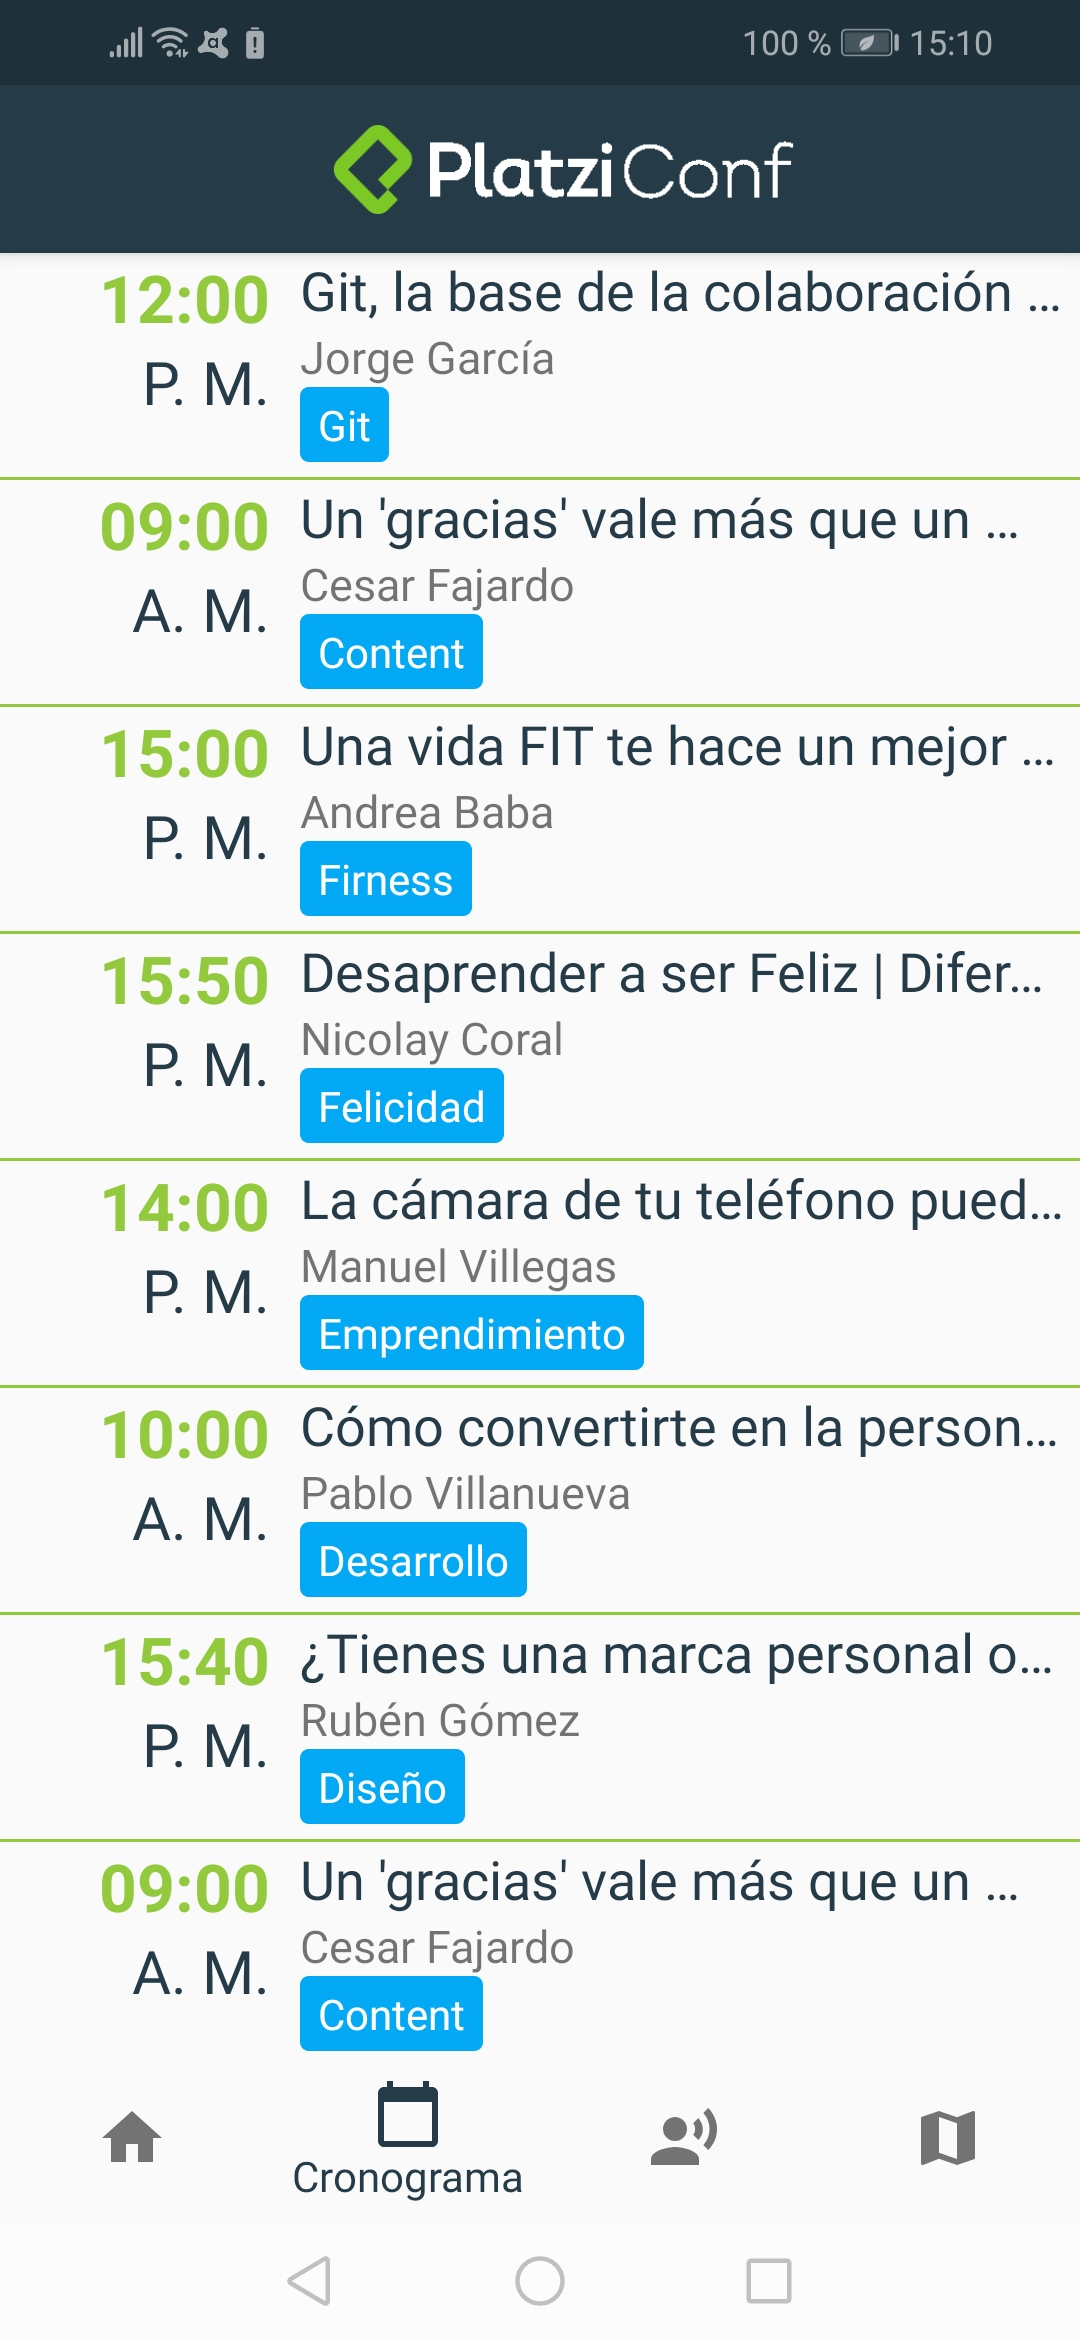 100 % 15:10
Platzi Conf
12:00 P. M.
Git, la base de la colaboración ...
Jorge García
Git
09:00 A. M.
Un 'gracias' vale más que un ...
Cesar Fajardo
Content
15:00 P. M.
Una vida FIT te hace un mejor ...
Andrea Baba
Firness
15:50 P. M.
Desaprender a ser Feliz | Difer...
Nicolay Coral
Felicidad
14:00 P. M.
La cámara de tu teléfono pued...
Manuel Villegas
Emprendimiento
10:00 A. M.
Cómo convertirte en la person...
Pablo Villanueva
Desarrollo
15:40 P. M.
¿Tienes una marca personal o...
Rubén Gómez
Diseño
09:00 A. M.
Un 'gracias' vale más que un ...
Cesar Fajardo
Content
Cronograma